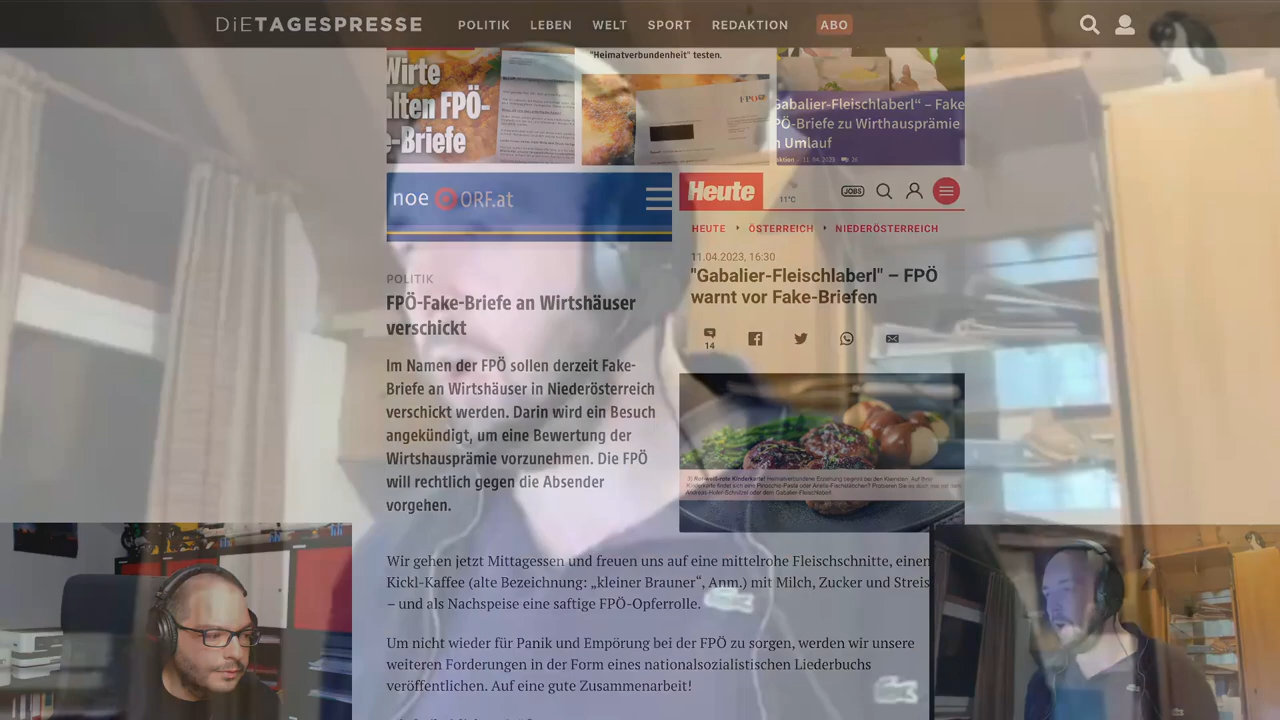 DiETAGESPRESSE POLITIK LEBEN WELT SPORT REDAKTION ABO
Wirte
lten FPÖ-
-Briefe
"Heimatverbundenheit" testen.
FPÖ
Gabalier-Fleischlaberl“ – Fake
PÖ-Briefe zu Wirthausprämie
Umlauf
11.04.2023
noe ORF.at
POLITIK
FPÖ-Fake-Briefe an Wirtshäuser
verschickt
Im Namen der FPÖ sollen derzeit Fake-
Briefe an Wirtshäuser in Niederösterreich
verschickt werden. Darin wird ein Besuch
angekündigt, um eine Bewertung der
Wirtshausprämie vorzunehmen. Die FPÖ
will rechtlich gegen die Absender
vorgehen.
Heute 11°C JOBS
HEUTE ÖSTERREICH NIEDERÖSTERREICH
11.04.2023, 16:30
"Gabalier-Fleischlaberl" – FPÖ
warnt vor Fake-Briefen
14
Wir gehen jetzt Mittagessen und freuen uns auf eine mittelrohe Fleischschnitte, einen
Kickl-Kaffee (alte Bezeichnung: „kleiner Brauner“, Anm.) mit Milch, Zucker und Streis
– und als Nachspeise eine saftige FPÖ-Opferrolle.
Um nicht wieder für Panik und Empörung bei der FPÖ zu sorgen, werden wir unsere
weiteren Forderungen in der Form eines nationalsozialistischen Liederbuchs
veröffentlichen. Auf eine gute Zusammenarbeit!